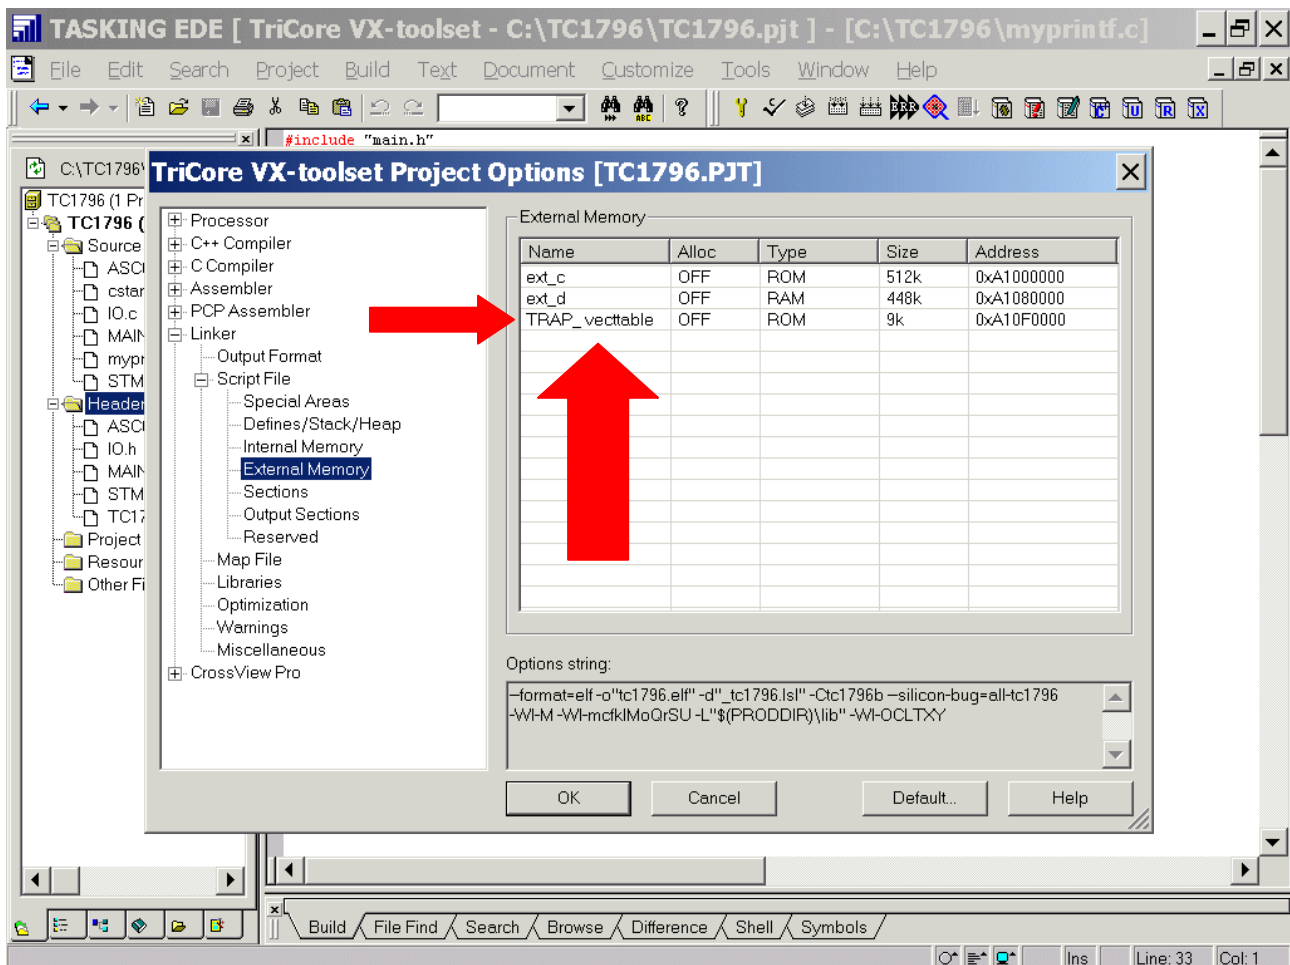 TASKING EDE [ TriCore VX-toolset - C:\TC1796\TC1796.pjt ] - [C:\TC1796\myprintf.c]
File Edit Search Project Build Text Document Customize Tools Window Help
#include "main.h"
C:\TC1796\
TriCore VX-toolset Project Options [TC1796.PJT]
TC1796 (1 Pr
TC1796 (
Source
ASCI
cstar
IO.c
MAIN
mypr
STM
Header
ASCI
IO.h
MAIN
STM
TC17
Project
Resour
Other Fi
Processor
C++ Compiler
C Compiler
Assembler
PCP Assembler
Linker
Output Format
Script File
Special Areas
Defines/Stack/Heap
Internal Memory
External Memory
Sections
Output Sections
Reserved
Map File
Libraries
Optimization
Warnings
Miscellaneous
CrossView Pro
External Memory
Name Alloc Type Size Address
ext_c OFF ROM 512k 0xA1000000
ext_d OFF RAM 448k 0xA1080000
TRAP_vecttable OFF ROM 9k 0xA10F0000
Options string:
--format=elf -o"tc1796.elf" -d"_tc1796.lsl" -Ctc1796b --silicon-bug=all-tc1796
-Wl-M -Wl-mcfklMoQrSU -L"$(PRODDIR)\lib" -Wl-OCLTXY
OK Cancel Default... Help
Build File Find Search Browse Difference Shell Symbols
Ins Line: 33 Col: 1